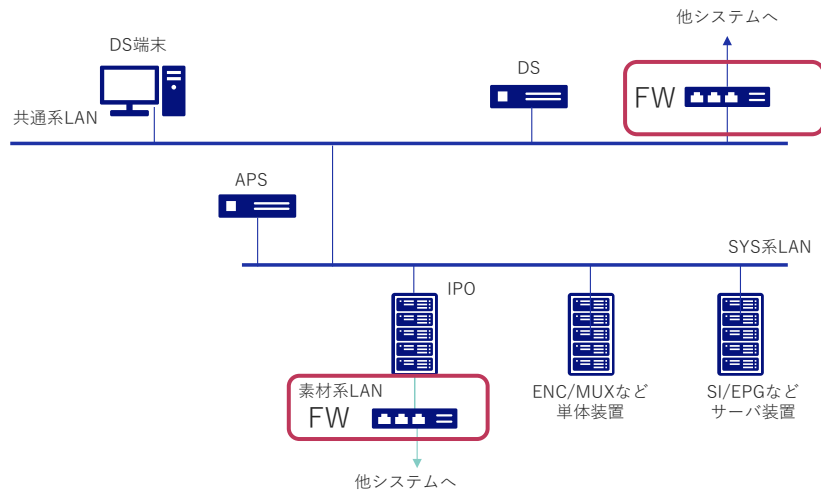 他システムへ
DS端末
DS
FW
共通系LAN
APS
SYS系LAN
IPO
素材系LAN
FW
ENC/MUXなど
単体装置
SI/EPGなど
サーバ装置
他システムへ